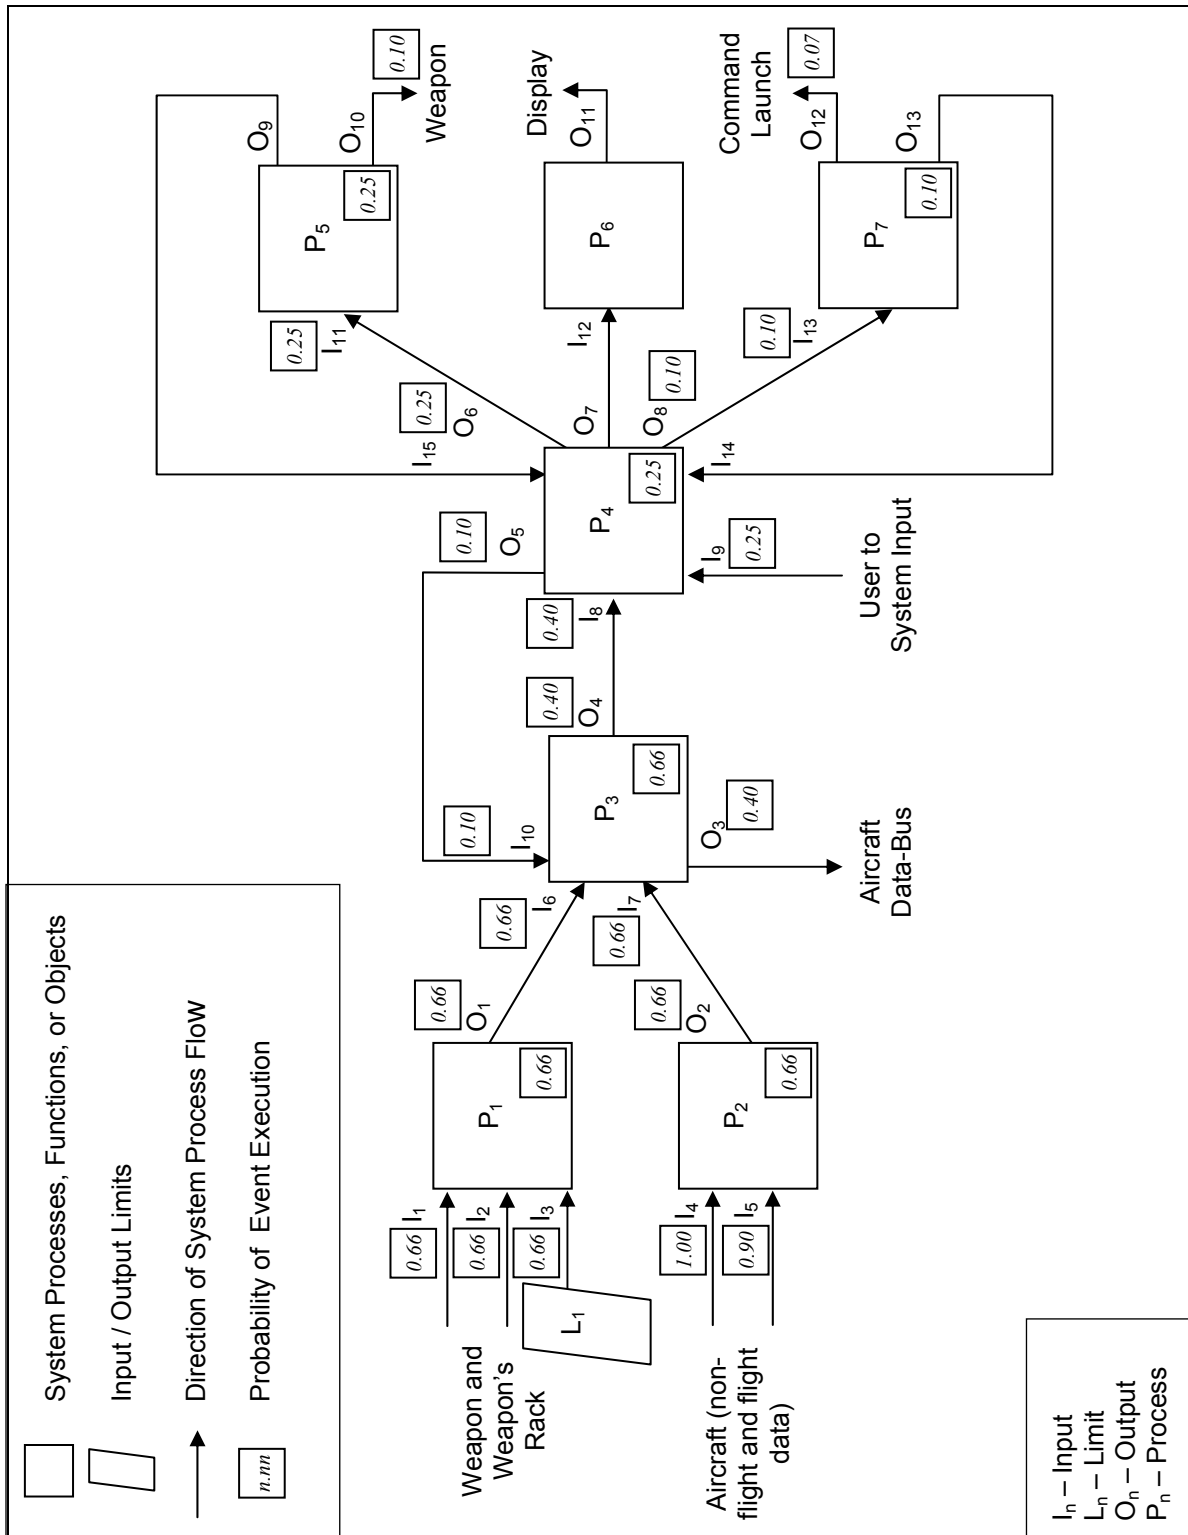 System Processes, Functions, or Objects
Input / Output Limits
Direction of System Process Flow
n.nn
Probability of Event Execution
Weapon and
Weapon's
Rack
0.66
I1
0.66
I2
0.66
I3
L1
Aircraft (non-
flight and flight
data)
1.00
I4
0.90
I5
P1
0.66
P2
0.66
0.66
O1
0.66
O2
0.66
I6
0.66
I7
0.10
I10
P3
0.66
O3
0.40
Aircraft
Data-Bus
0.40
O4
0.40
I8
0.10
O5
P4
0.25
I9
0.25
User to
System Input
I15
I14
0.25
O6
O7
0.10
O8
0.25
I11
I12
0.10
I13
P5
0.25
P6
P7
0.10
O9
O10
0.10
Weapon
O11
Display
O12
0.07
Command
Launch
O13
In – Input
Ln – Limit
On – Output
Pn – Process